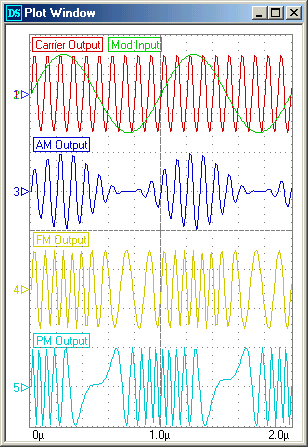 DS Plot Window
Carrier Output Mod Input
1
AM Output
3
FM Output
4
PM Output
5
0µ 1.0µ 2.0µ